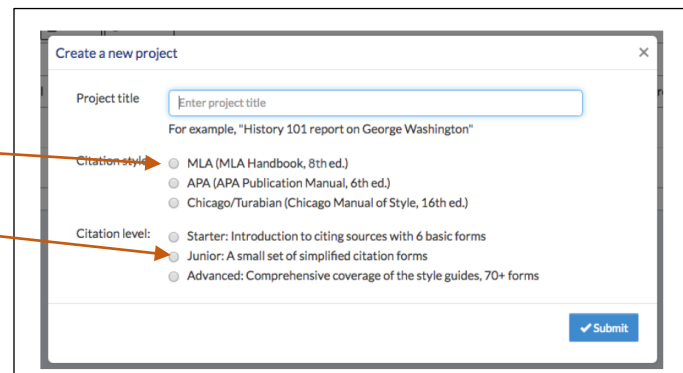 Create a new project ×
Project title
Enter project title
For example, "History 101 report on George Washington"
Citation style
MLA (MLA Handbook, 8th ed.)
APA (APA Publication Manual, 6th ed.)
Chicago/Turabian (Chicago Manual of Style, 16th ed.)
Citation level:
Starter: Introduction to citing sources with 6 basic forms
Junior: A small set of simplified citation forms
Advanced: Comprehensive coverage of the style guides, 70+ forms
✔ Submit